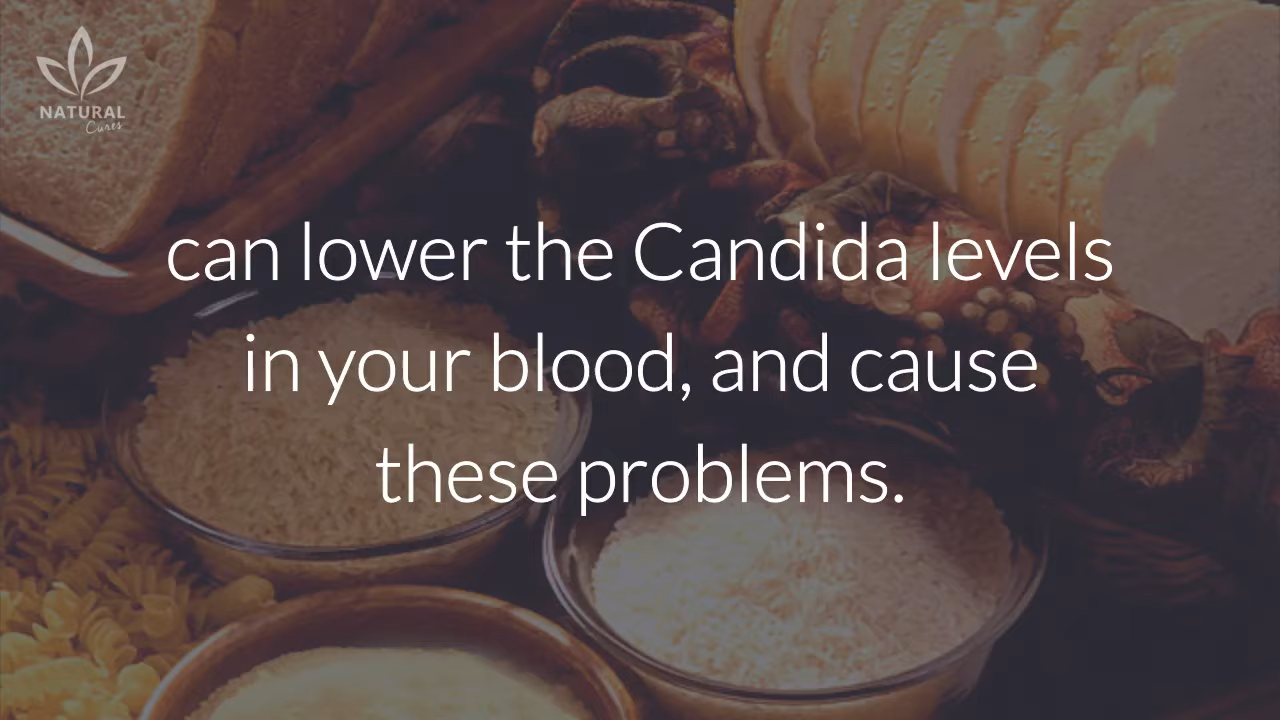 NATURAL
Cures
can lower the Candida levels
in your blood, and cause
these problems.